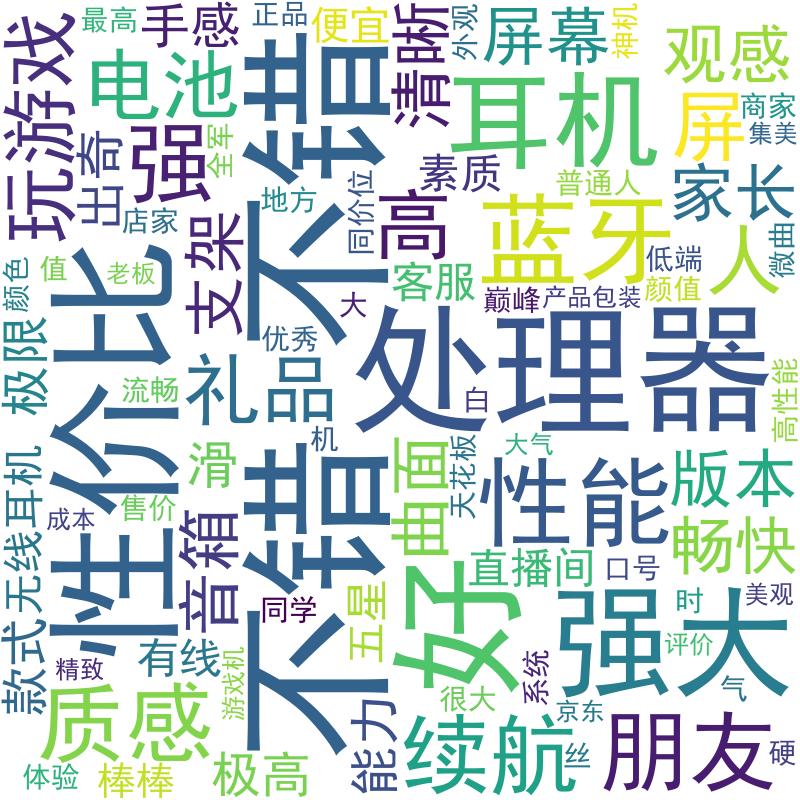 最高
手感
正品
便宜
清晰
外观
屏幕
神机
观感
玩游戏
电池
不错
耳机
屏
商家
集美
强
全军
出奇
素质
普通人
家长
店家
地方
同价位
高
蓝牙
人
微曲
支架
低端
颜色
值
老板
性价比
大
客服
巅峰
产品包装
颜值
极限
优秀
处理器
流畅
礼品
白
高性能
机
滑
曲面
天花板
大气
性能
版本
无线耳机
售价
成本
音箱
不错
畅快
直播间
口号
好
同学
五星
强大
时
美观
款式
有线
精致
游戏机
评价
质感
很大
系统
气
能力
续航
京东
朋友
丝
硬
体验
棒棒
极高